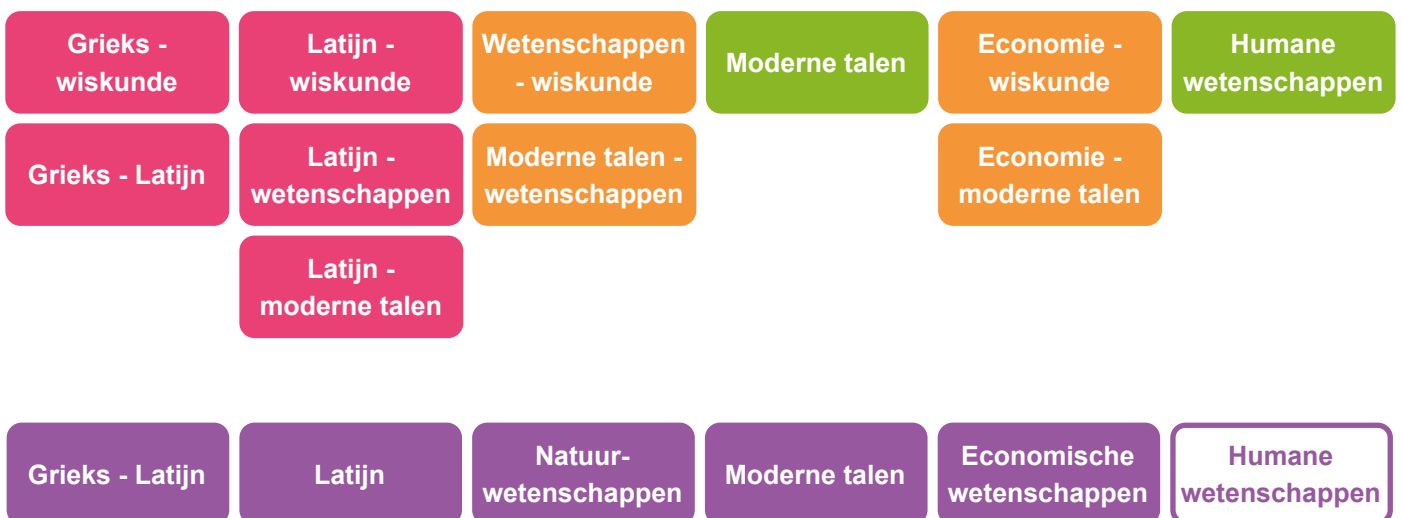 Grieks -
wiskunde
Latijn -
wiskunde
Wetenschappen
- wiskunde
Moderne talen
Economie -
wiskunde
Humane
wetenschappen
Grieks - Latijn
Latijn -
wetenschappen
Moderne talen -
wetenschappen
Economie -
moderne talen
Latijn -
moderne talen
Grieks - Latijn
Latijn
Natuur-
wetenschappen
Moderne talen
Economische
wetenschappen
Humane
wetenschappen